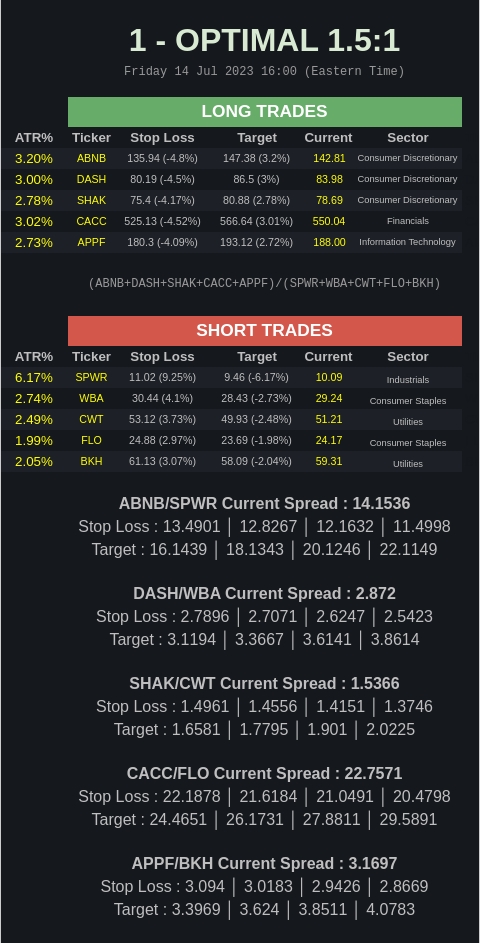 1 - OPTIMAL 1.5:1
Friday 14 Jul 2023 16:00 (Eastern Time)
LONG TRADES
ATR% Ticker Stop Loss Target Current Sector
3.20% ABNB 135.94 (-4.8%) 147.38 (3.2%) 142.81 Consumer Discretionary
3.00% DASH 80.19 (-4.5%) 86.5 (3%) 83.98 Consumer Discretionary
2.78% SHAK 75.4 (-4.17%) 80.88 (2.78%) 78.69 Consumer Discretionary
3.02% CACC 525.13 (-4.52%) 566.64 (3.01%) 550.04 Financials
2.73% APPF 180.3 (-4.09%) 193.12 (2.72%) 188.00 Information Technology
(ABNB+DASH+SHAK+CACC+APPF)/(SPWR+WBA+CWT+FLO+BKH)
SHORT TRADES
ATR% Ticker Stop Loss Target Current Sector
6.17% SPWR 11.02 (9.25%) 9.46 (-6.17%) 10.09 Industrials
2.74% WBA 30.44 (4.1%) 28.43 (-2.73%) 29.24 Consumer Staples
2.49% CWT 53.12 (3.73%) 49.93 (-2.48%) 51.21 Utilities
1.99% FLO 24.88 (2.97%) 23.69 (-1.98%) 24.17 Consumer Staples
2.05% BKH 61.13 (3.07%) 58.09 (-2.04%) 59.31 Utilities
ABNB/SPWR Current Spread : 14.1536
Stop Loss : 13.4901 │ 12.8267 │ 12.1632 │ 11.4998
Target : 16.1439 │ 18.1343 │ 20.1246 │ 22.1149
DASH/WBA Current Spread : 2.872
Stop Loss : 2.7896 │ 2.7071 │ 2.6247 │ 2.5423
Target : 3.1194 │ 3.3667 │ 3.6141 │ 3.8614
SHAK/CWT Current Spread : 1.5366
Stop Loss : 1.4961 │ 1.4556 │ 1.4151 │ 1.3746
Target : 1.6581 │ 1.7795 │ 1.901 │ 2.0225
CACC/FLO Current Spread : 22.7571
Stop Loss : 22.1878 │ 21.6184 │ 21.0491 │ 20.4798
Target : 24.4651 │ 26.1731 │ 27.8811 │ 29.5891
APPF/BKH Current Spread : 3.1697
Stop Loss : 3.094 │ 3.0183 │ 2.9426 │ 2.8669
Target : 3.3969 │ 3.624 │ 3.8511 │ 4.0783